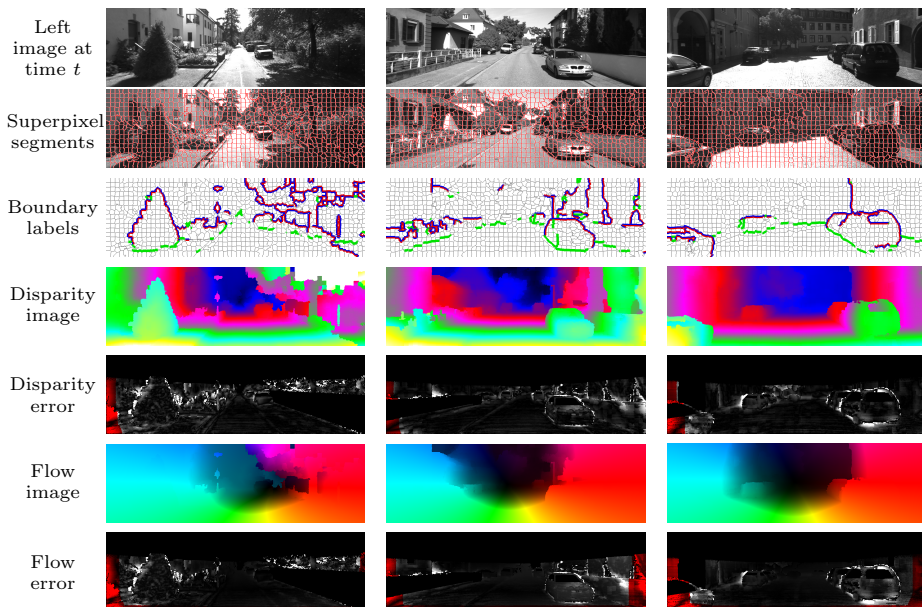 Left
image at
time t
Superpixel
segments
Boundary
labels
Disparity
image
Disparity
error
Flow
image
Flow
error